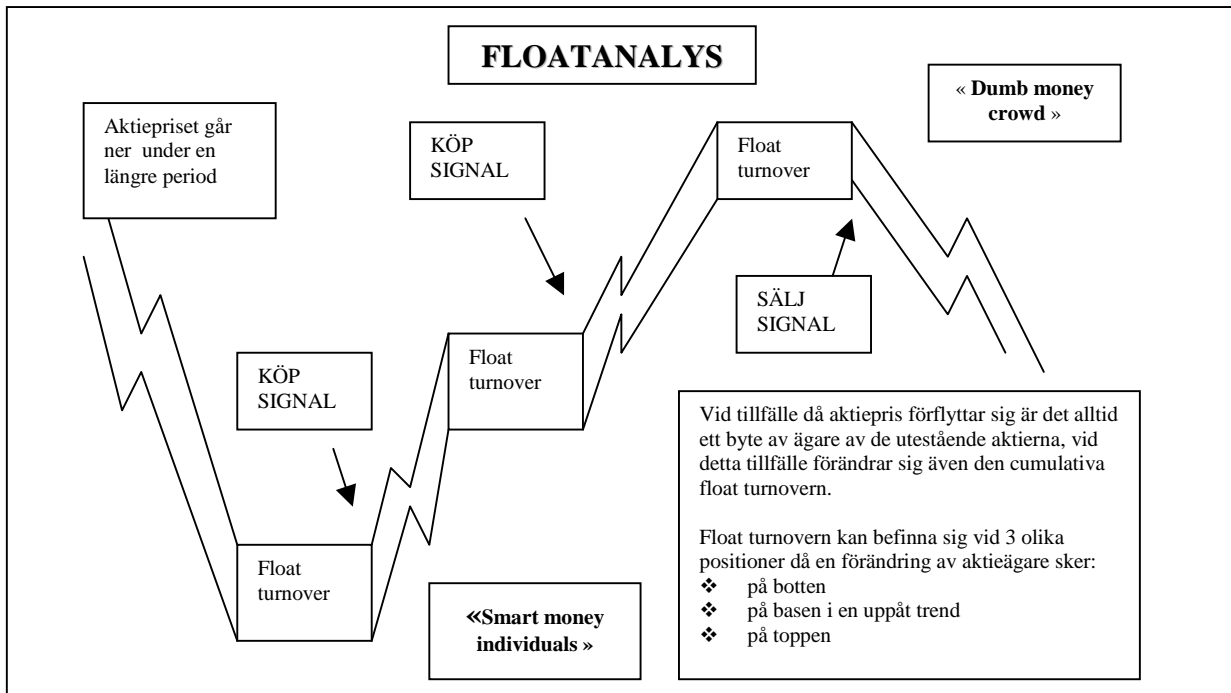 FLOATANALYS
« Dumb money
crowd »
Aktiepriset går
ner under en
längre period
KÖP
SIGNAL
Float
turnover
SÄLJ
SIGNAL
Float
turnover
KÖP
SIGNAL
Vid tillfälle då aktiepris förflyttar sig är det alltid
ett byte av ägare av de utestående aktierna, vid
detta tillfälle förändrar sig även den cumulativa
float turnovern.
Float turnovern kan befinna sig vid 3 olika
positioner då en förändring av aktieägare sker:
❖ på botten
❖ på basen i en uppåt trend
❖ på toppen
Float
turnover
«Smart money
individuals »